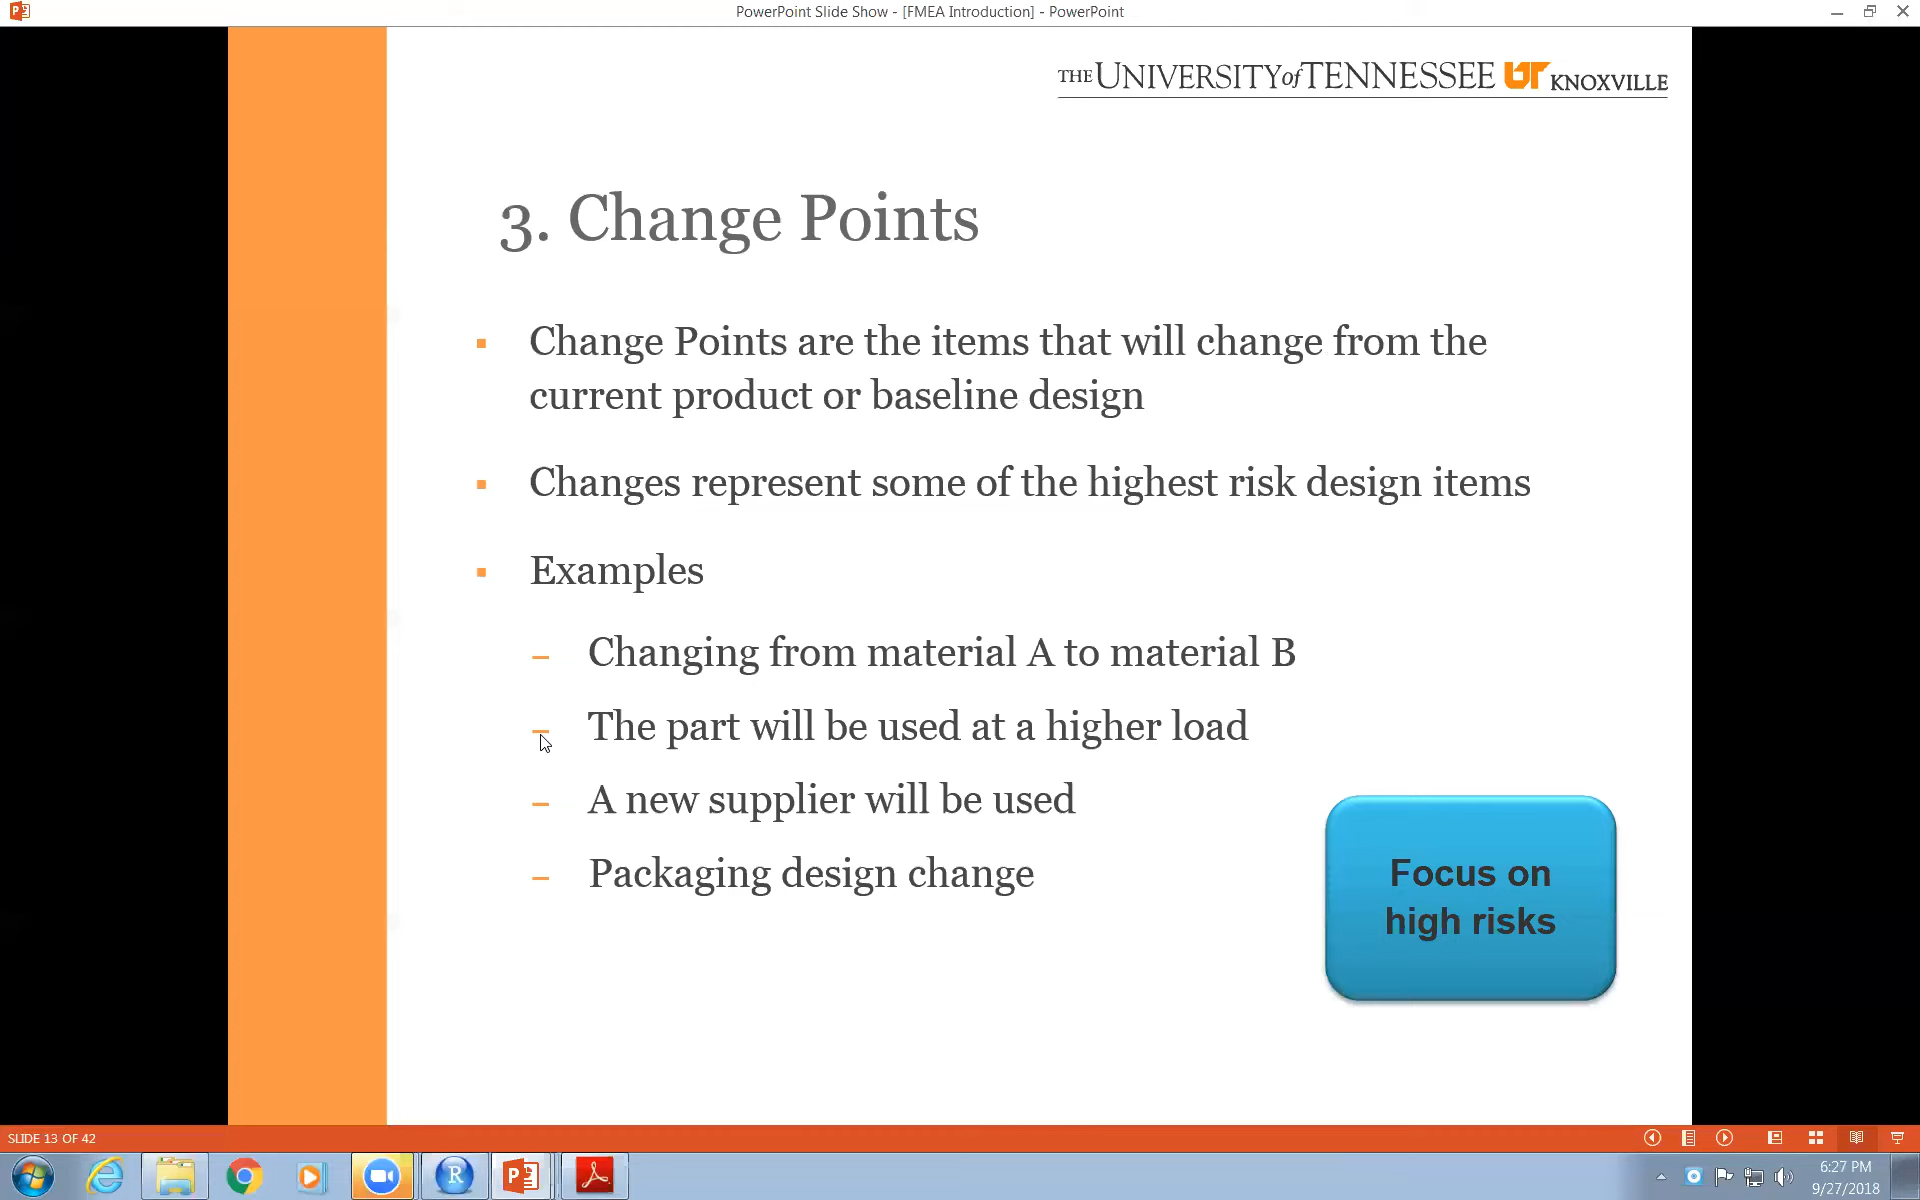 PowerPoint Slide Show - [FMEA Introduction] - PowerPoint
THE UNIVERSITY of TENNESSEE UT KNOXVILLE
3. Change Points
Change Points are the items that will change from the
current product or baseline design
Changes represent some of the highest risk design items
Examples
– Changing from material A to material B
– The part will be used at a higher load
– A new supplier will be used
– Packaging design change
Focus on
high risks
SLIDE 13 OF 42
6:27 PM
9/27/2018